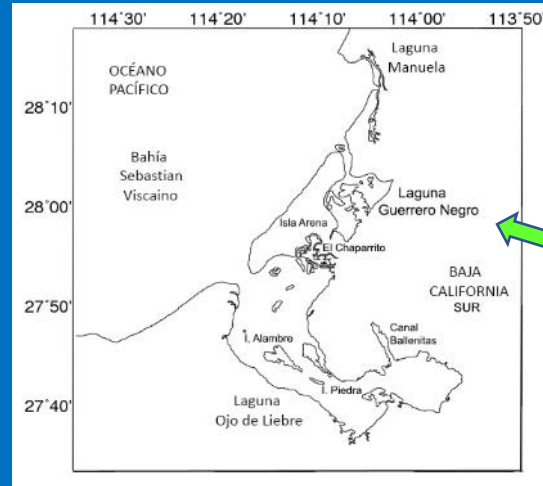 114°30' 114°20' 114°10' 114°00' 113°50'
Laguna
Manuela
OCÉANO
PACÍFICO
28°10'
Bahía
Sebastian
Viscaino
Laguna
Guerrero Negro
28°00'
Isla Arena
El Chaparrito
BAJA
CALIFORNIA
SUR
27°50'
Canal
Ballenitas
I. Alambre
I. Piedra
27°40'
Laguna
Ojo de Liebre